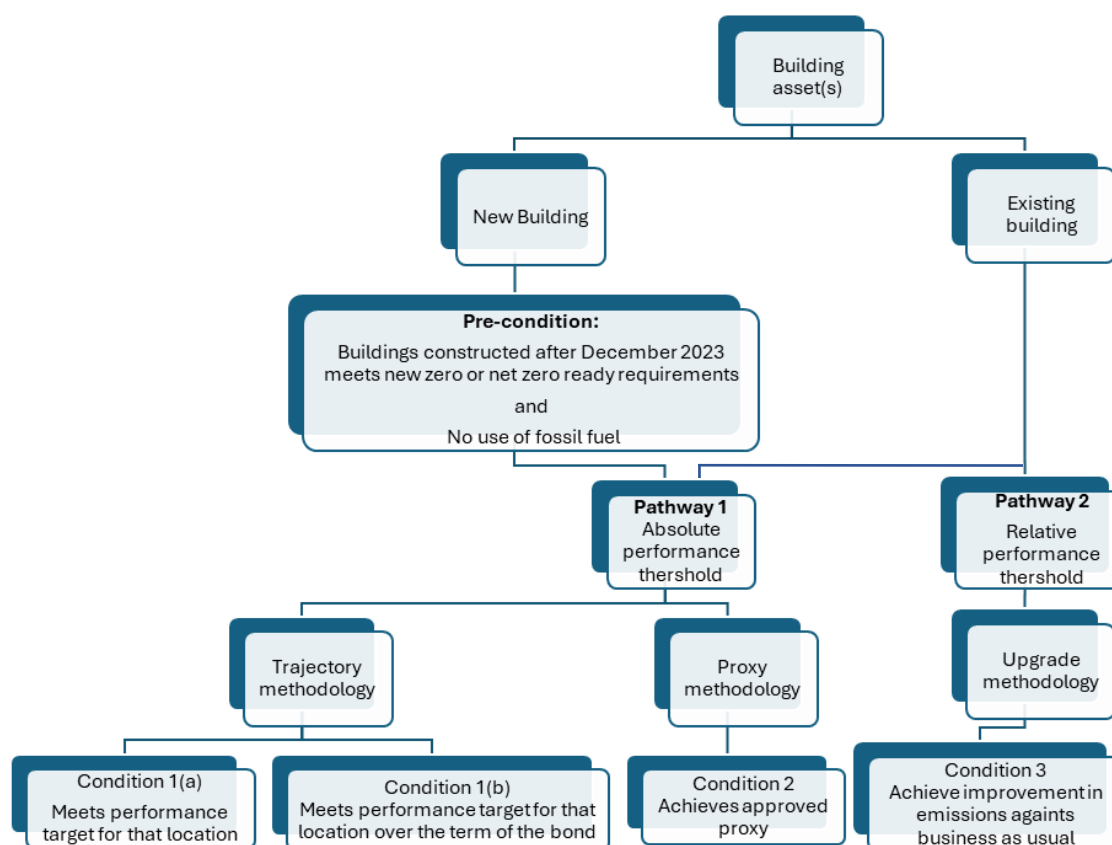 Building
asset(s)
New Building
Existing
building
Pre-condition:
Buildings constructed after December 2023
meets new zero or net zero ready requirements
and
No use of fossil fuel
Pathway 1
Absolute
performance
thershold
Pathway 2
Relative
performance
thershold
Trajectory
methodology
Proxy
methodology
Upgrade
methodology
Condition 1(a)
Meets performance
target for that location
Condition 1(b)
Meets performance target for that
location over the term of the bond
Condition 2
Achieves approved
proxy
Condition 3
Achieve improvement in
emissions againts
business as usual